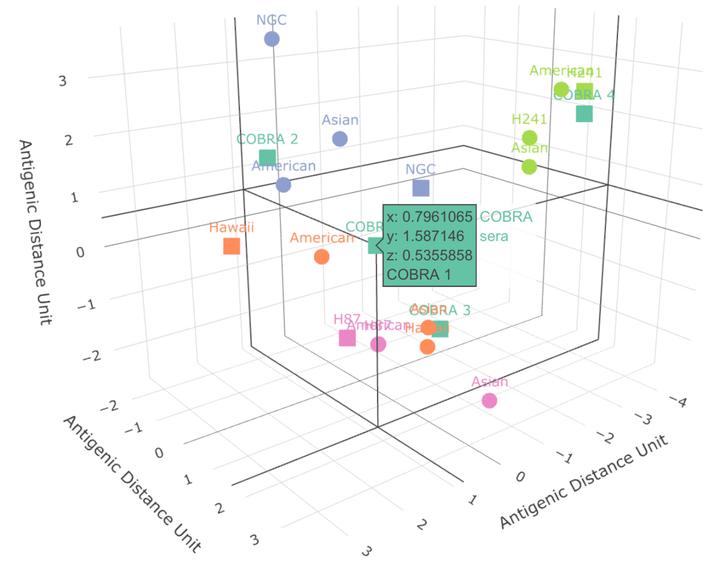 NGC
3
American
H241
COBRA 4
2
Asian
H241
COBRA 2
Asian
American
NGC
1
Hawaii
American
x: 0.7961065
y: 1.587146
z: 0.5355858
COBRA 1
COBRA
sera
0
−1
COBRA 3
H87
American
−2
Asian
−2
−1
0
1
2
3
3
2
1
0
−1
−2
−3
−4
Antigenic Distance Unit
Antigenic Distance Unit
Antigenic Distance Unit